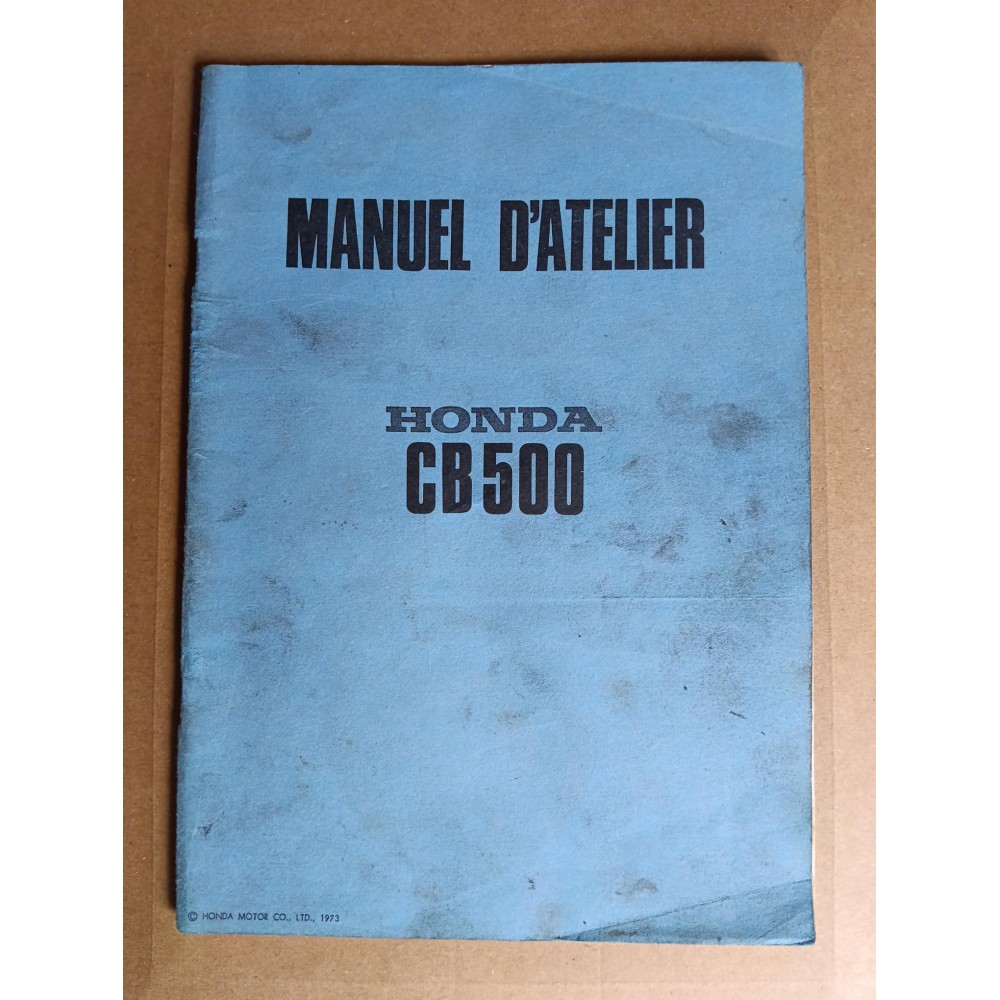 MANUEL D'ATELIER
HONDA
CB500
© HONDA MOTOR CO., LTD., 1973